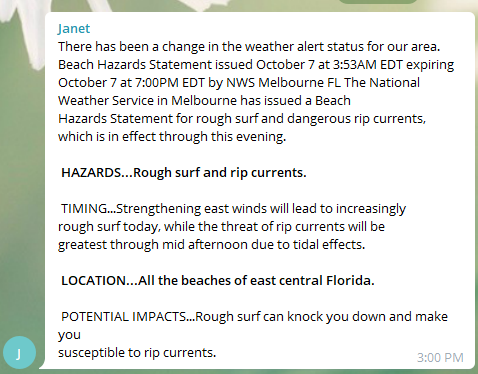 Janet
There has been a change in the weather alert status for our area.
Beach Hazards Statement issued October 7 at 3:53AM EDT expiring
October 7 at 7:00PM EDT by NWS Melbourne FL The National
Weather Service in Melbourne has issued a Beach
Hazards Statement for rough surf and dangerous rip currents,
which is in effect through this evening.
HAZARDS...Rough surf and rip currents.
TIMING...Strengthening east winds will lead to increasingly
rough surf today, while the threat of rip currents will be
greatest through mid afternoon due to tidal effects.
LOCATION...All the beaches of east central Florida.
POTENTIAL IMPACTS...Rough surf can knock you down and make
you
susceptible to rip currents.
J
3:00 PM